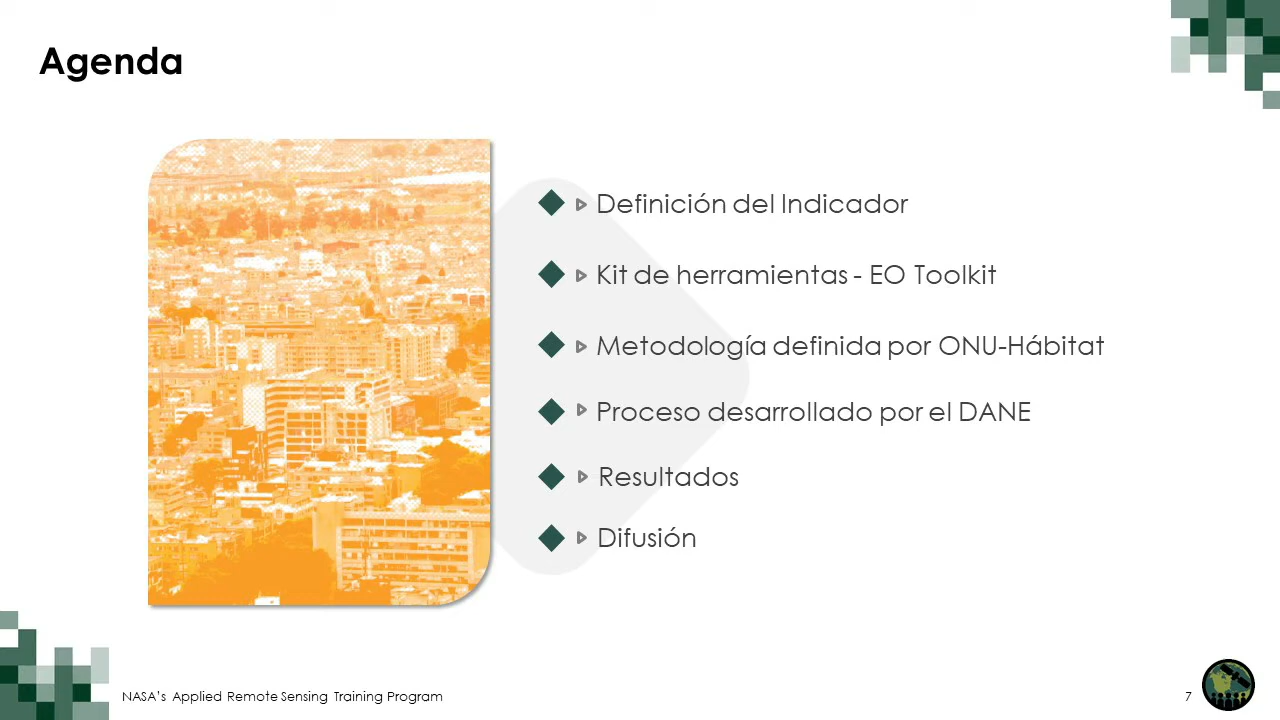 Agenda
Definición del Indicador
Kit de herramientas - EO Toolkit
Metodología definida por ONU-Hábitat
Proceso desarrollado por el DANE
Resultados
Difusión
NASA's Applied Remote Sensing Training Program
7